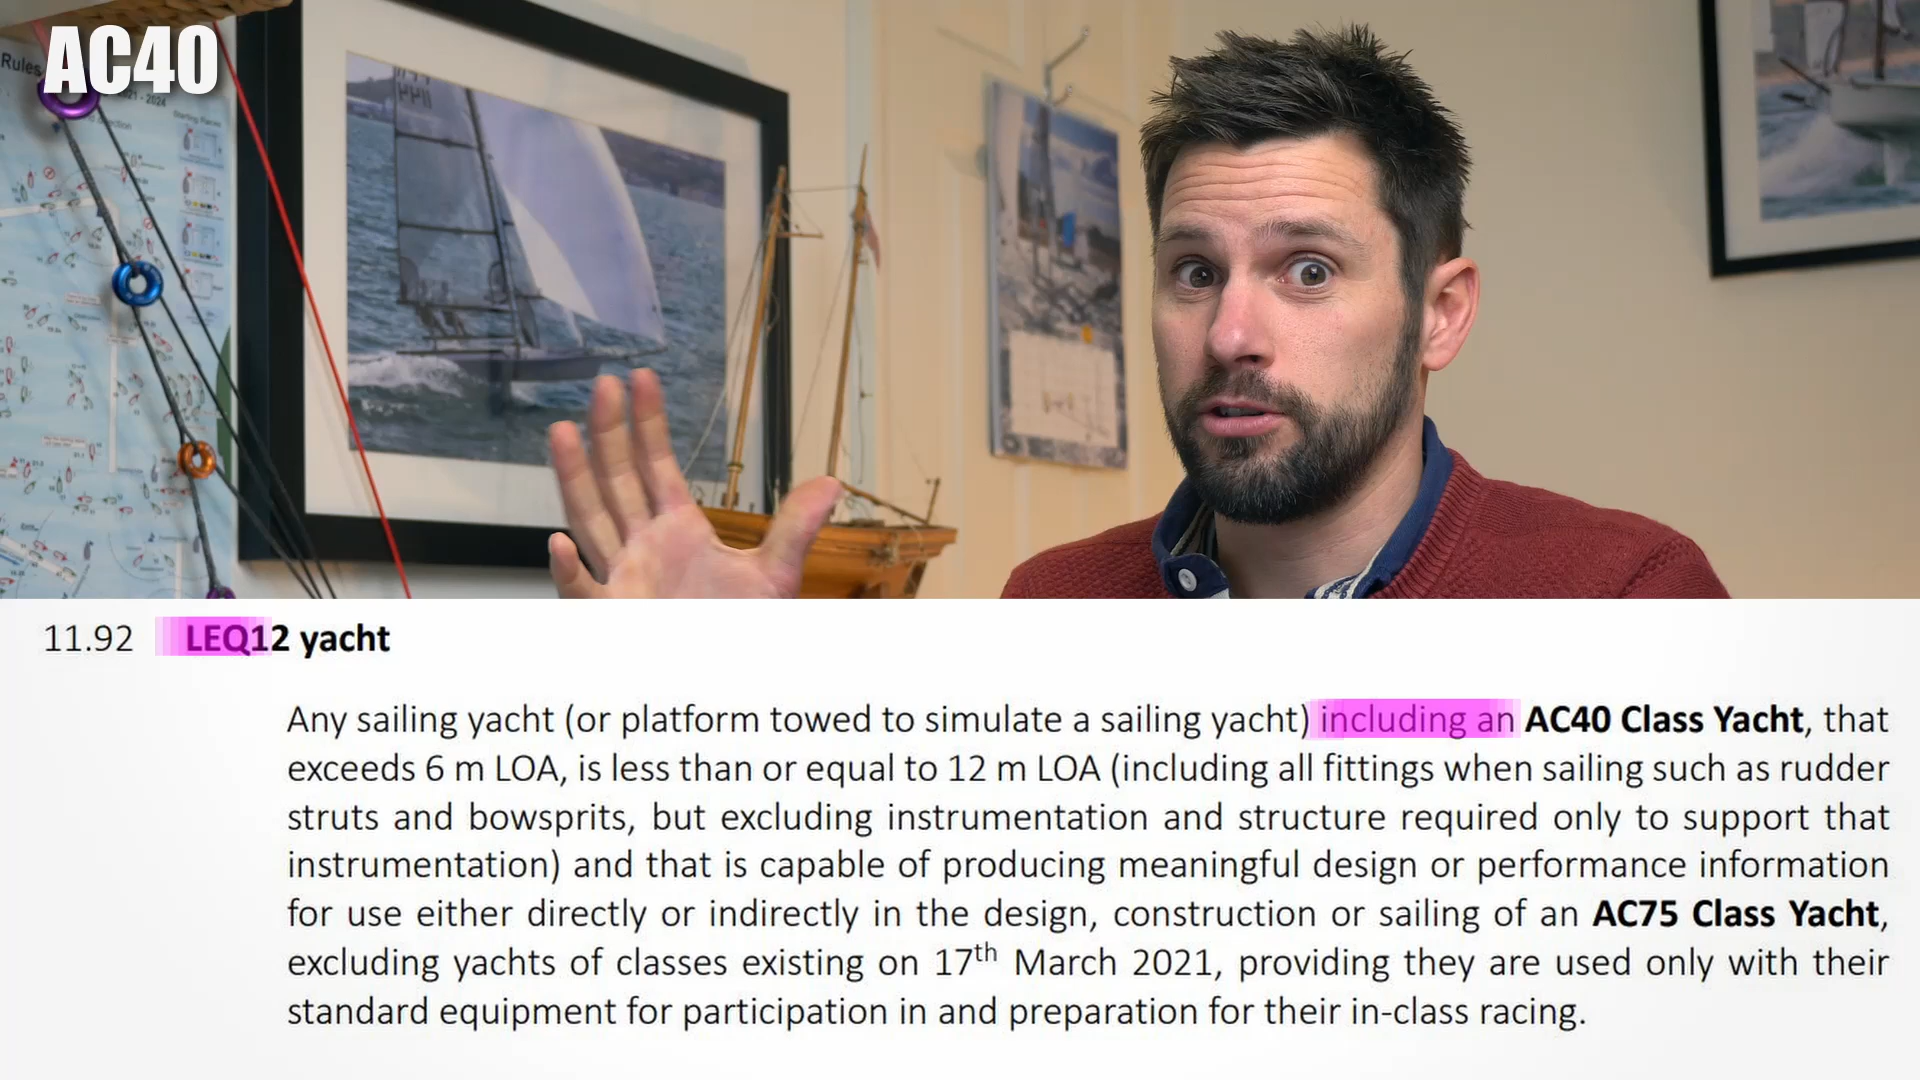 AC40
Rules
2021 - 2024
Starting Races
11.92 LEQ12 yacht
Any sailing yacht (or platform towed to simulate a sailing yacht) including an AC40 Class Yacht, that
exceeds 6 m LOA, is less than or equal to 12 m LOA (including all fittings when sailing such as rudder
struts and bowsprits, but excluding instrumentation and structure required only to support that
instrumentation) and that is capable of producing meaningful design or performance information
for use either directly or indirectly in the design, construction or sailing of an AC75 Class Yacht,
excluding yachts of classes existing on 17th March 2021, providing they are used only with their
standard equipment for participation in and preparation for their in-class racing.